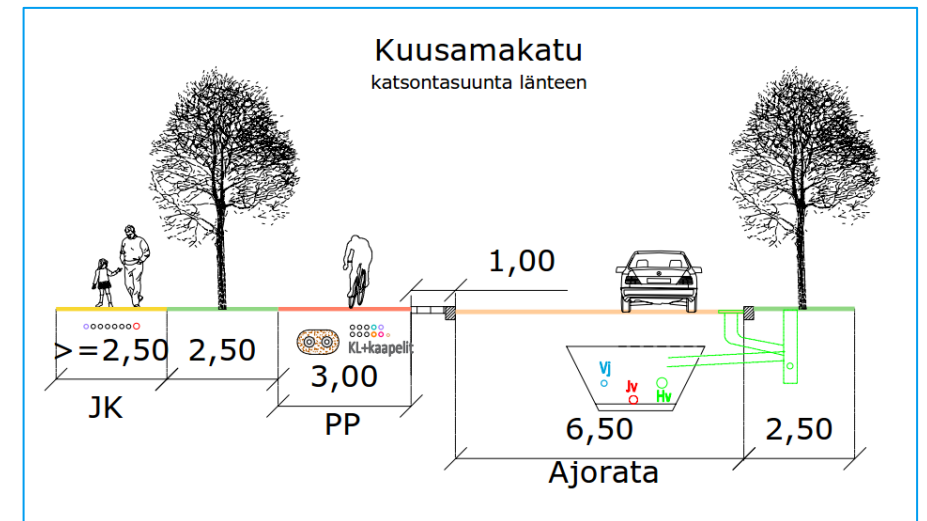 Kuusamakatu
katsontasuunta länteen
1,00
>=2,50
2,50
KL+kaapelit
3,00
JK
PP
Vj
Jv
Hv
6,50
2,50
Ajorata